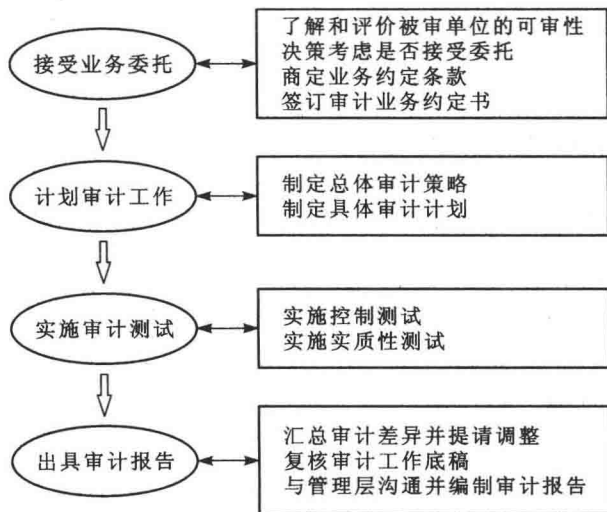 接受业务委托
了解和评价被审单位的可审性
决策考虑是否接受委托
商定业务约定条款
签订审计业务约定书
计划审计工作
制定总体审计策略
制定具体审计计划
实施审计测试
实施控制测试
实施实质性测试
出具审计报告
汇总审计差异并提请调整
复核审计工作底稿
与管理层沟通并编制审计报告